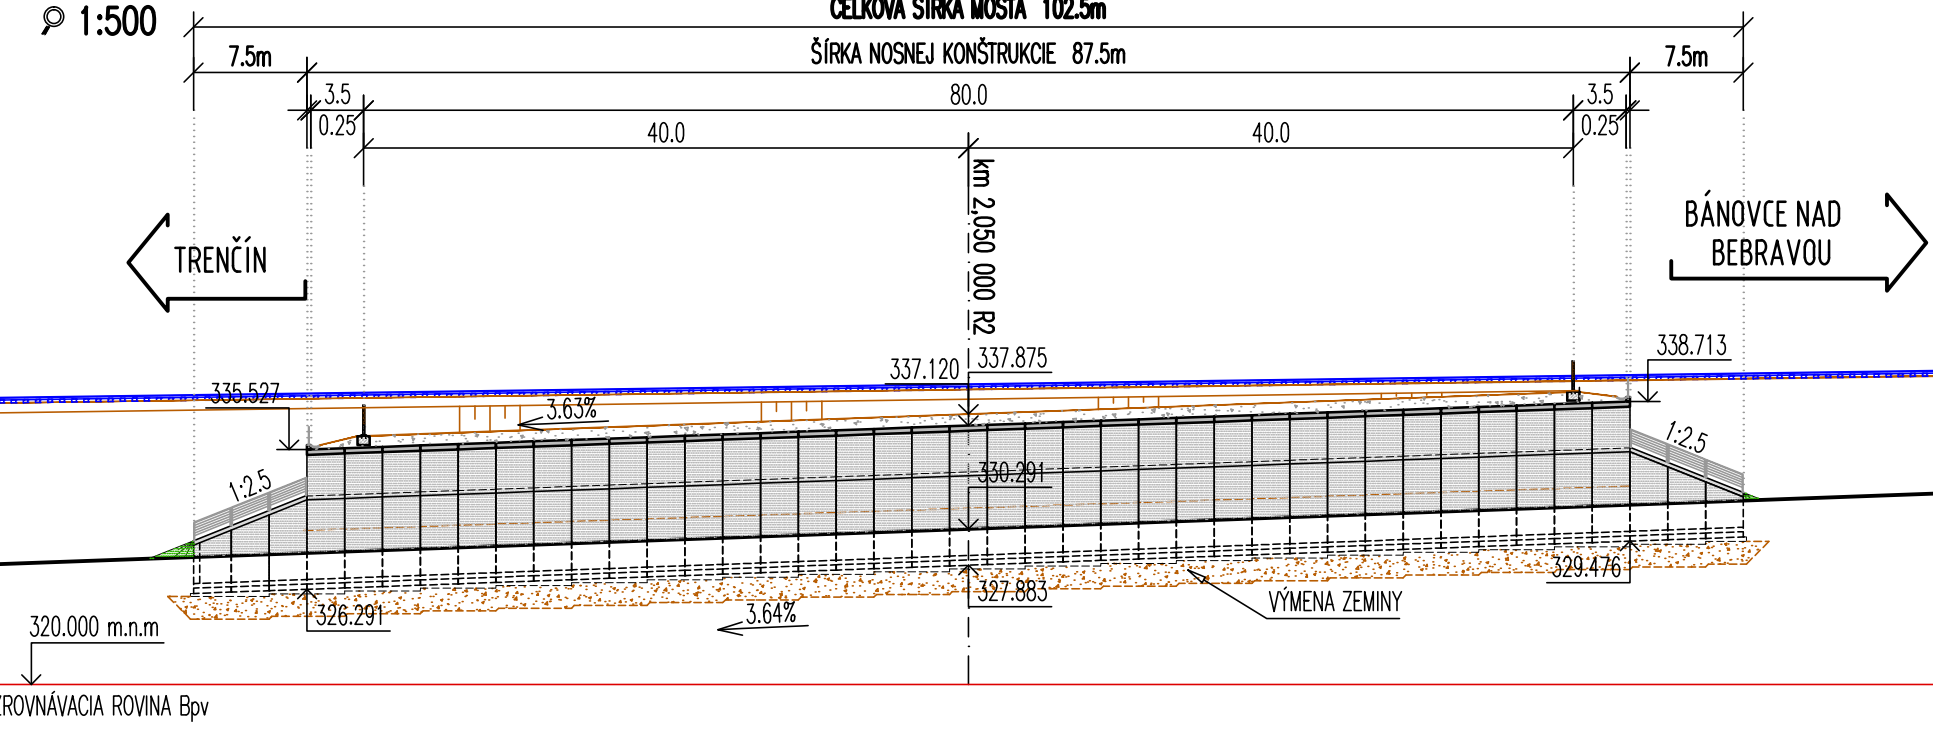 1:500
CELKOVÁ ŠÍRKA MOSTA 102.5m
7.5m
ŠÍRKA NOSNEJ KONŠTRUKCIE 87.5m
7.5m
3.5
80.0
3.5
0.25
40.0
40.0
0.25
km 2,050 000 R2
TRENČÍN
BÁNOVCE NAD
BEBRAVOU
337.120
337.875
338.713
335.527
3.63%
1:2.5
1:2.5
330.291
329.476
327.883
VÝMENA ZEMINY
326.291
3.64%
320.000 m.n.m
ROVNÁVACIA ROVINA Bpv